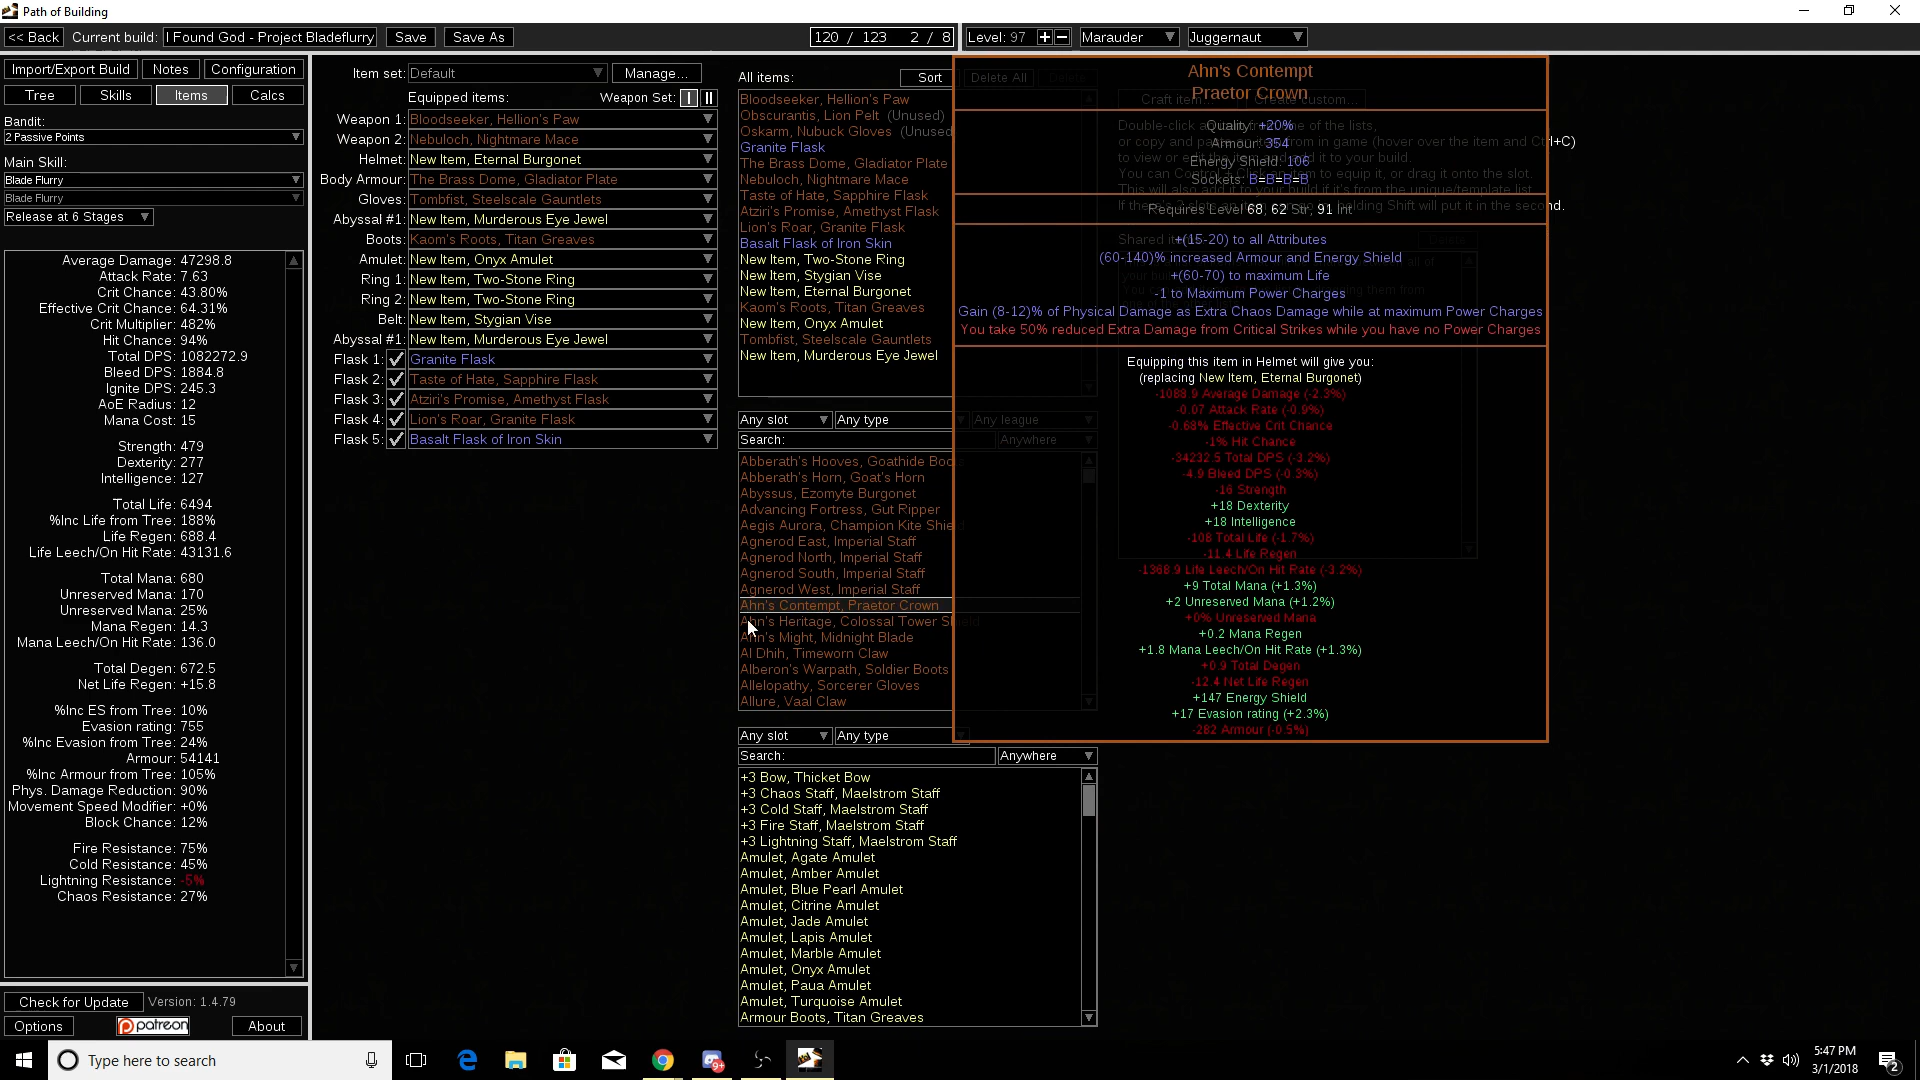 Path of Building
<< Back Current build: I Found God - Project Bladeflurry Save Save As 120 / 123 2 / 8 Level: 97 + - Marauder Juggernaut
Import/Export Build Notes Configuration
Tree Skills Items Calcs
Bandit:
2 Passive Points
Main Skill:
Blade Flurry
Blade Flurry
Release at 6 Stages
Average Damage: 47298.8
Attack Rate: 7.63
Crit Chance: 43.80%
Effective Crit Chance: 64.31%
Crit Multiplier: 482%
Hit Chance: 94%
Total DPS: 1082272.9
Bleed DPS: 1884.8
Ignite DPS: 245.3
AoE Radius: 12
Mana Cost: 15
Strength: 479
Dexterity: 277
Intelligence: 127
Total Life: 6494
%Inc Life from Tree: 188%
Life Regen: 688.4
Life Leech/On Hit Rate: 43131.6
Total Mana: 680
Unreserved Mana: 170
Unreserved Mana: 25%
Mana Regen: 14.3
Mana Leech/On Hit Rate: 136.0
Total Degen: 672.5
Net Life Regen: +15.8
%Inc ES from Tree: 10%
Evasion rating: 755
%Inc Evasion from Tree: 24%
Armour: 54141
%Inc Armour from Tree: 105%
Phys. Damage Reduction: 90%
Movement Speed Modifier: +0%
Block Chance: 12%
Fire Resistance: 75%
Cold Resistance: 45%
Lightning Resistance: -5%
Chaos Resistance: 27%
Check for Update Version: 1.4.79
Options patreon About
Item set: Default Manage...
Equipped items: Weapon Set: I II
Weapon 1: Bloodseeker, Hellion's Paw
Weapon 2: Nebuloch, Nightmare Mace
Helmet: New Item, Eternal Burgonet
Body Armour: The Brass Dome, Gladiator Plate
Gloves: Tombfist, Steelscale Gauntlets
Abyssal #1: New Item, Murderous Eye Jewel
Boots: Kaom's Roots, Titan Greaves
Amulet: New Item, Onyx Amulet
Ring 1: New Item, Two-Stone Ring
Ring 2: New Item, Two-Stone Ring
Belt: New Item, Stygian Vise
Abyssal #1: New Item, Murderous Eye Jewel
Flask 1: Granite Flask
Flask 2: Taste of Hate, Sapphire Flask
Flask 3: Atziri's Promise, Amethyst Flask
Flask 4: Lion's Roar, Granite Flask
Flask 5: Basalt Flask of Iron Skin
All items: Sort Delete All
Bloodseeker, Hellion's Paw
Obscurantis, Lion Pelt (Unused)
Oskarm, Nubuck Gloves (Unused
Granite Flask
The Brass Dome, Gladiator Plate
Nebuloch, Nightmare Mace
Taste of Hate, Sapphire Flask
Atziri's Promise, Amethyst Flask
Lion's Roar, Granite Flask
Basalt Flask of Iron Skin
New Item, Two-Stone Ring
New Item, Stygian Vise
New Item, Eternal Burgonet
Kaom's Roots, Titan Greaves
New Item, Onyx Amulet
Tombfist, Steelscale Gauntlets
New Item, Murderous Eye Jewel
Any slot Any type Any league
Search: Anywhere
Abberath's Hooves, Goathide Boo
Abberath's Horn, Goat's Horn
Abyssus, Ezomyte Burgonet
Advancing Fortress, Gut Ripper
Aegis Aurora, Champion Kite Shie
Agnerod East, Imperial Staff
Agnerod North, Imperial Staff
Agnerod South, Imperial Staff
Agnerod West, Imperial Staff
Ahn's Contempt, Praetor Crown
Ahn's Heritage, Colossal Tower Shield
Ahn's Might, Midnight Blade
Al Dhih, Timeworn Claw
Alberon's Warpath, Soldier Boots
Allelopathy, Sorcerer Gloves
Allure, Vaal Claw
Any slot Any type
Search: Anywhere
+3 Bow, Thicket Bow
+3 Chaos Staff, Maelstrom Staff
+3 Cold Staff, Maelstrom Staff
+3 Fire Staff, Maelstrom Staff
+3 Lightning Staff, Maelstrom Staff
Amulet, Agate Amulet
Amulet, Amber Amulet
Amulet, Blue Pearl Amulet
Amulet, Citrine Amulet
Amulet, Jade Amulet
Amulet, Lapis Amulet
Amulet, Marble Amulet
Amulet, Onyx Amulet
Amulet, Paua Amulet
Amulet, Turquoise Amulet
Armour Boots, Titan Greaves
Ahn's Contempt
Praetor Crown
Craft item... Create custom...
Double-click of the lists,
or copy and in game (hover over the item and Ctrl+C)
Quality: +20%
Armour: 354
Energy Shield: 106
Sockets: B=B=B=B
Requires Level 68, 62 Str, 91 Int
+(15-20) to all Attributes
(60-140)% increased Armour and Energy Shield
+(60-70) to maximum Life
-1 to Maximum Power Charges
Gain (8-12)% of Physical Damage as Extra Chaos Damage while at maximum Power Charges
You take 50% reduced Extra Damage from Critical Strikes while you have no Power Charges
Equipping this item in Helmet will give you:
(replacing New Item, Eternal Burgonet)
-1088.9 Average Damage (-2.3%)
-0.07 Attack Rate (-0.9%)
-0.68% Effective Crit Chance
-1% Hit Chance
-34232.5 Total DPS (-3.2%)
-4.9 Bleed DPS (-0.3%)
-16 Strength
+18 Dexterity
+18 Intelligence
-108 Total Life (-1.7%)
-11.4 Life Regen
-1368.9 Life Leech/On Hit Rate (-3.2%)
+9 Total Mana (+1.3%)
+2 Unreserved Mana (+1.2%)
+0% Unreserved Mana
+0.2 Mana Regen
+1.8 Mana Leech/On Hit Rate (+1.3%)
+0.9 Total Degen
-12.4 Net Life Regen
+147 Energy Shield
+17 Evasion rating (+2.3%)
-282 Armour (-0.5%)
Type here to search
9+
5:47 PM
3/1/2018
2